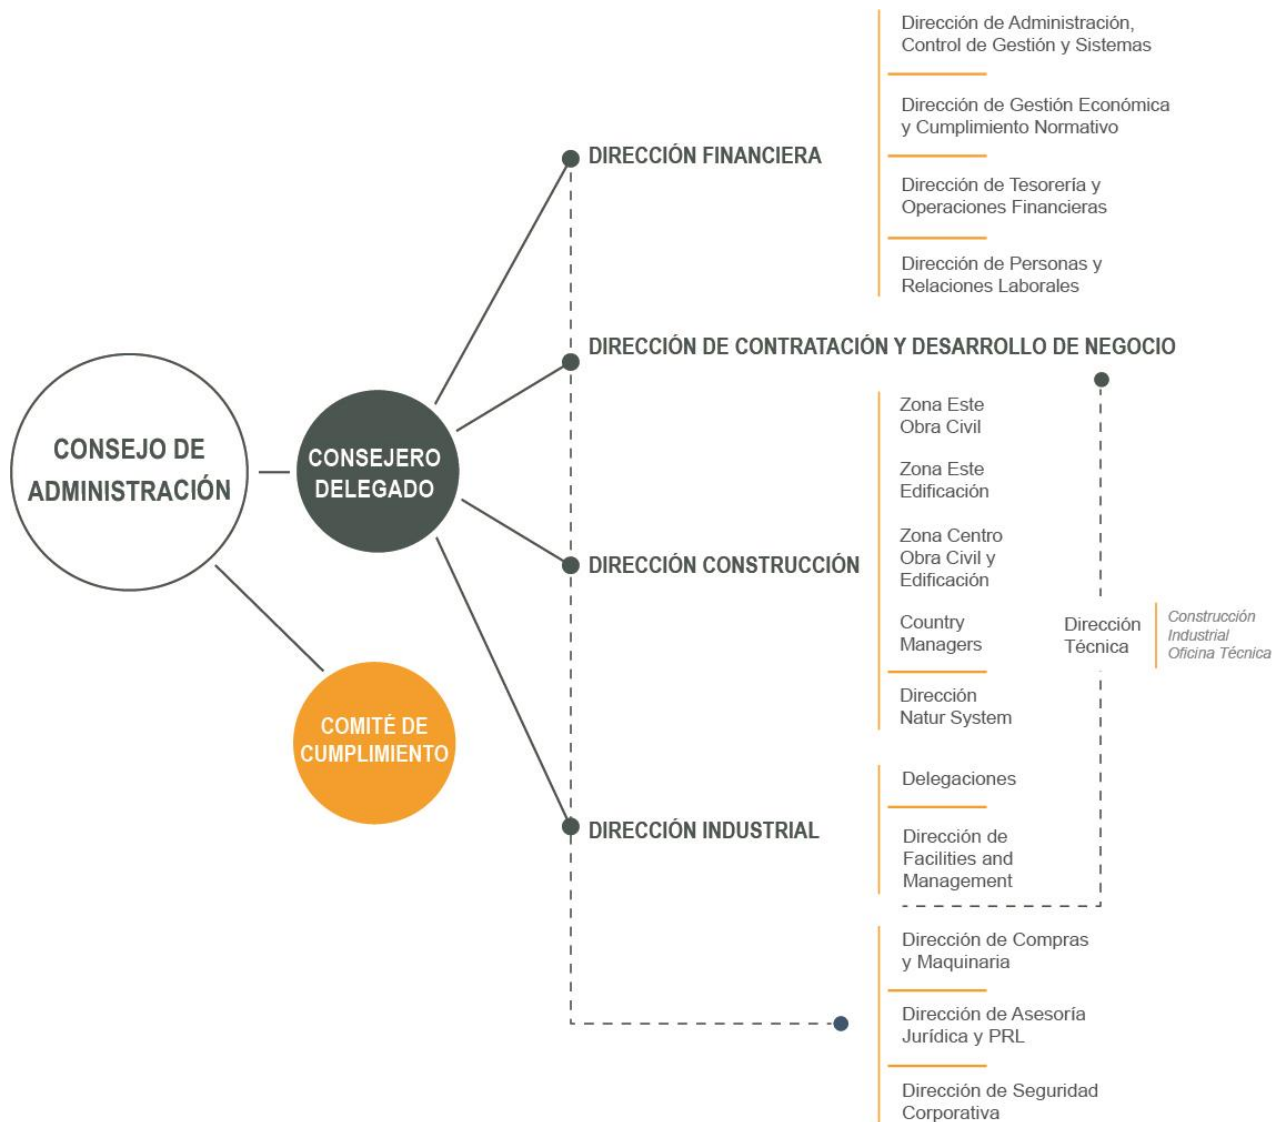 CONSEJO DE
ADMINISTRACIÓN
CONSEJERO
DELEGADO
COMITÉ DE
CUMPLIMIENTO
DIRECCIÓN FINANCIERA
Dirección de Administración,
Control de Gestión y Sistemas
Dirección de Gestión Económica
y Cumplimiento Normativo
Dirección de Tesorería y
Operaciones Financieras
Dirección de Personas y
Relaciones Laborales
DIRECCIÓN DE CONTRATACIÓN Y DESARROLLO DE NEGOCIO
DIRECCIÓN CONSTRUCCIÓN
Zona Este
Obra Civil
Zona Este
Edificación
Zona Centro
Obra Civil y
Edificación
Country
Managers
Dirección
Natur System
Dirección
Técnica
Construcción
Industrial
Oficina Técnica
DIRECCIÓN INDUSTRIAL
Delegaciones
Dirección de
Facilities and
Management
Dirección de Compras
y Maquinaria
Dirección de Asesoría
Jurídica y PRL
Dirección de Seguridad
Corporativa